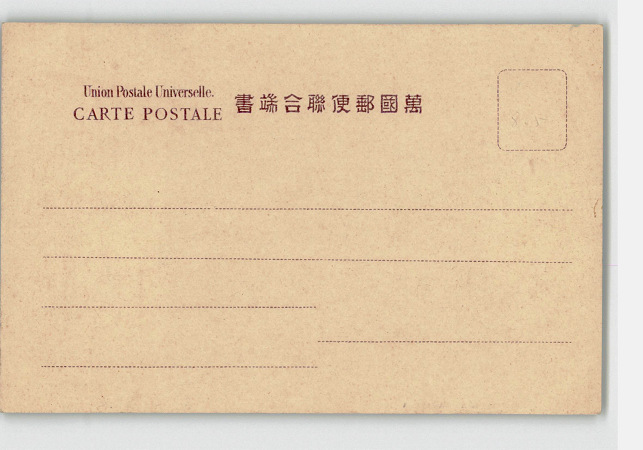 Union Postale Universelle.
CARTE POSTALE
書端合聯便郵國萬